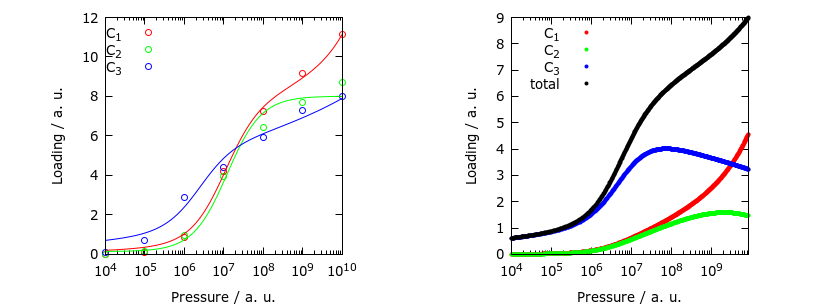 12
10
8
6
4
2
0
Loading / a. u.
C1
C2
C3
10^4 10^5 10^6 10^7 10^8 10^9 10^10
Pressure / a. u.
9
8
7
6
5
4
3
2
1
0
Loading / a. u.
C1
C2
C3
total
10^4 10^5 10^6 10^7 10^8 10^9
Pressure / a. u.